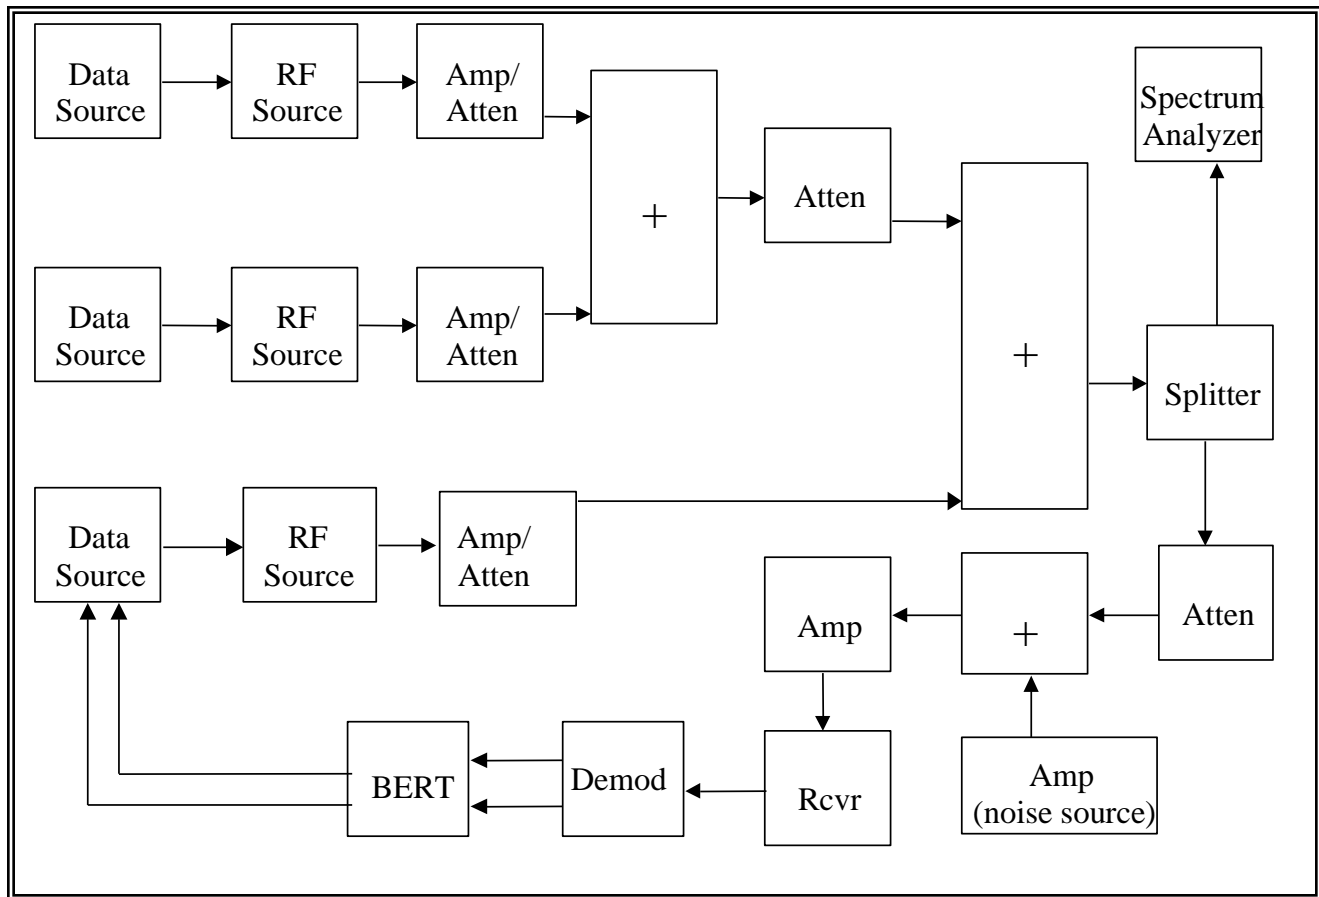 Data
Source
RF
Source
Amp/
Atten
+
Atten
Spectrum
Analyzer
Data
Source
RF
Source
Amp/
Atten
+
Splitter
Data
Source
RF
Source
Amp/
Atten
Amp
+
Atten
BERT
Demod
Rcvr
Amp
(noise source)